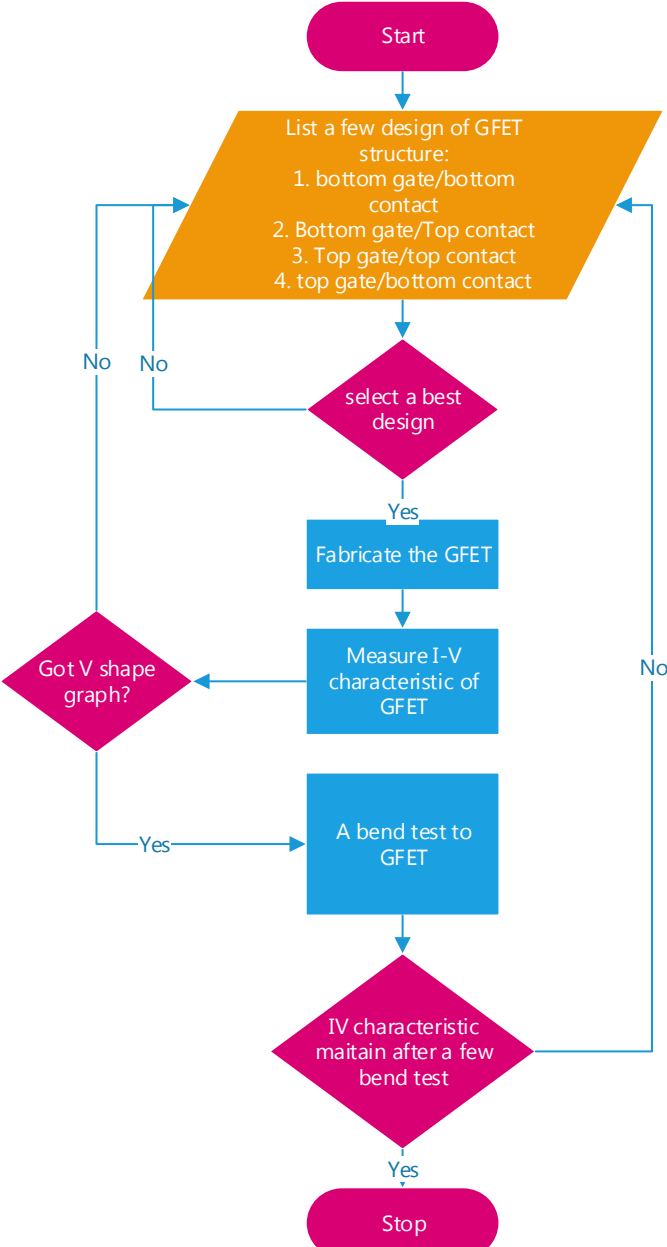 Start
List a few design of GFET
structure:
1. bottom gate/bottom
contact
2. Bottom gate/Top contact
3. Top gate/top contact
4. top gate/bottom contact
No
No
select a best
design
Yes
Fabricate the GFET
Measure I-V
characteristic of
GFET
Got V shape
graph?
No
Yes
A bend test to
GFET
IV characteristic
maitain after a few
bend test
Yes
Stop